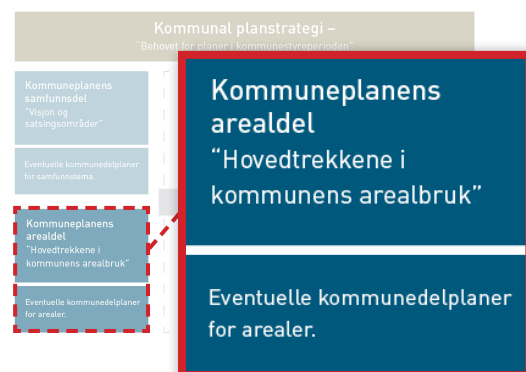 Kommunal planstrategi –
"Behovet for planer i kommunestyreperioden"
Kommuneplanens
samfunnsdel
"Visjon og
satsingsområder"
Eventuelle kommunedelplaner
for samfunnstema.
Kommuneplanens
arealdel
"Hovedtrekkene i
kommunens arealbruk"
Eventuelle kommunedelplaner
for arealer.
Kommuneplanens
arealdel
“Hovedtrekkene i
kommunens arealbruk”
Eventuelle kommunedelplaner
for arealer.